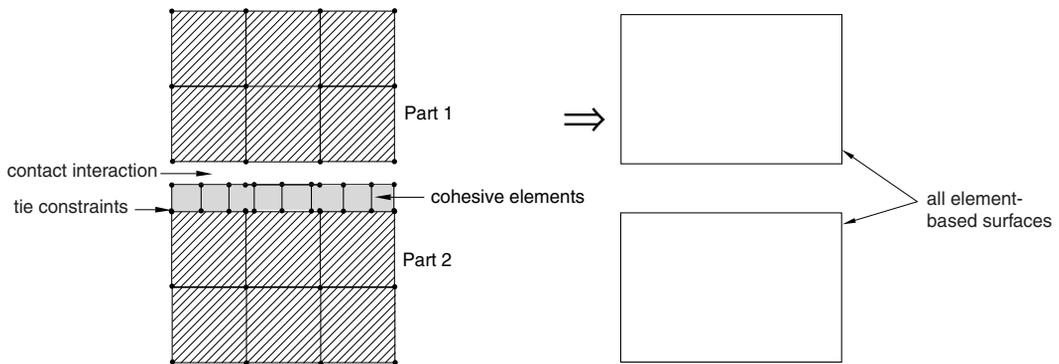 Part 1
contact interaction
tie constraints
cohesive elements
Part 2
all element-
based surfaces